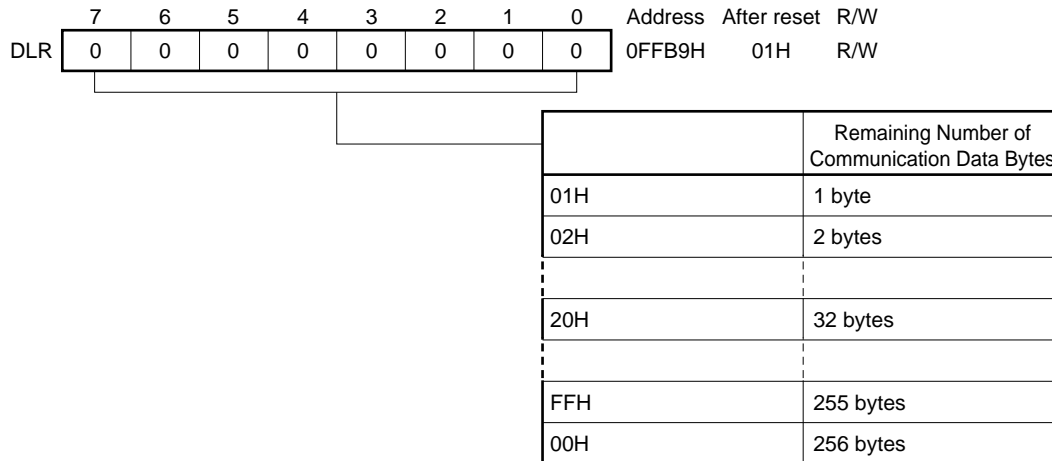 7 6 5 4 3 2 1 0 Address After reset R/W
DLR 0 0 0 0 0 0 0 0 0FFB9H 01H R/W
Remaining Number of
Communication Data Bytes
01H 1 byte
02H 2 bytes
20H 32 bytes
FFH 255 bytes
00H 256 bytes